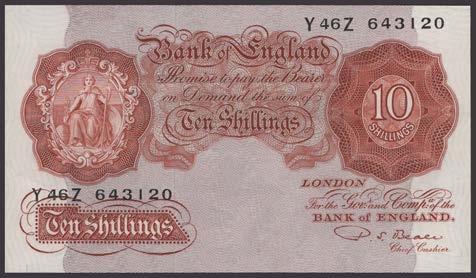 Y46Z 643120
Bank of England
Promise to pay the Bearer
on Demand the sum of
Ten Shillings
10
SHILLINGS
Y46Z 643120
Ten Shillings
LONDON
For the Gov: and Compa: of the
BANK OF ENGLAND.
P. S. Beale
Chief Cashier